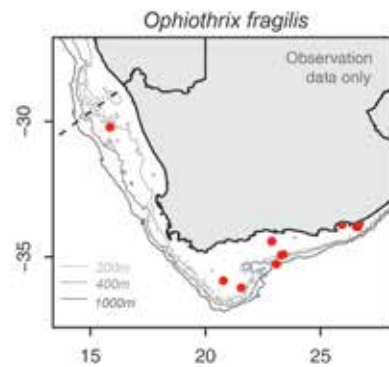 Ophiothrix fragilis
Observation
data only
−30
−35
200m
400m
1000m
15
20
25